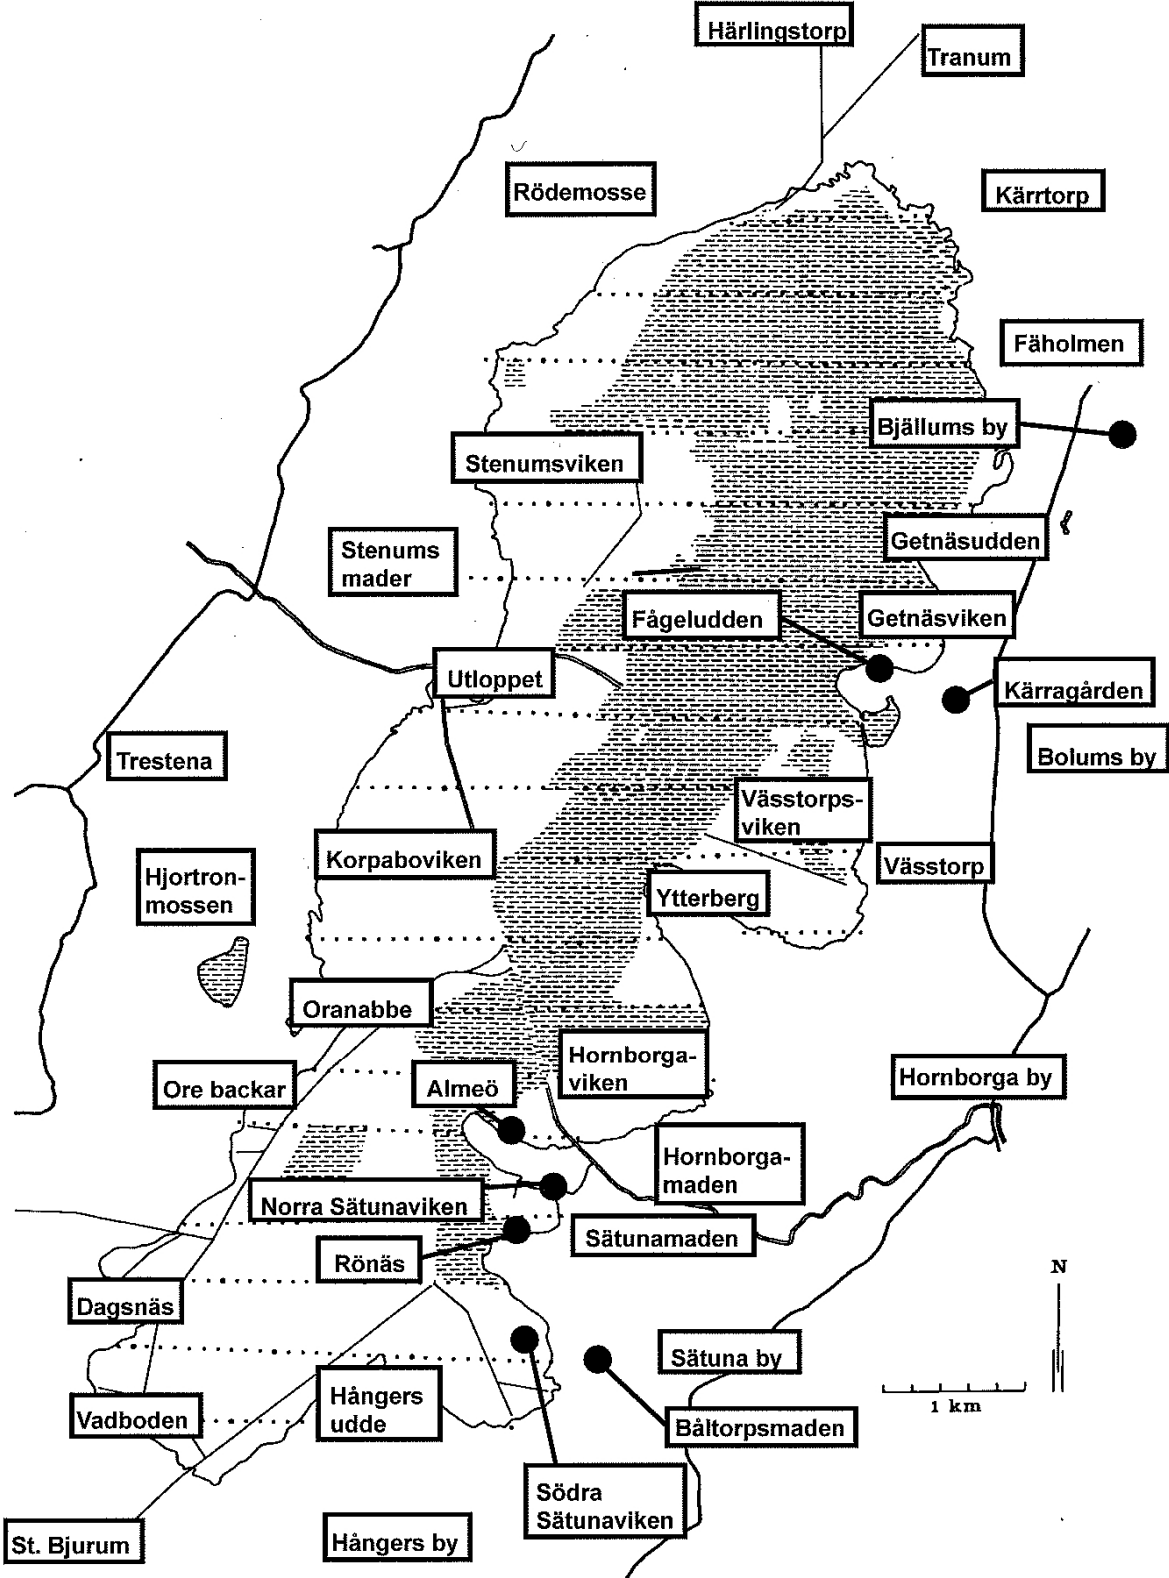 Härlingstorp
Tranum
Rödemosse
Kärrtorp
Fäholmen
Bjällums by
Stenumsviken
Getnäsudden
Stenums
mader
Fågeludden
Getnäsviken
Utloppet
Kärragården
Trestena
Bolums by
Vässtorps-
viken
Korpaboviken
Vässtorp
Hjortron-
mossen
Ytterberg
Oranabbe
Hornborga-
viken
Ore backar
Almeö
Hornborga by
Hornborga-
maden
Norra Sätunaviken
Sätunamaden
Rönäs
N
Dagsnäs
Sätuna by
Hångers
udde
1 km
Vadboden
Båltorpsmaden
Södra
Sätunaviken
St. Bjurum
Hångers by